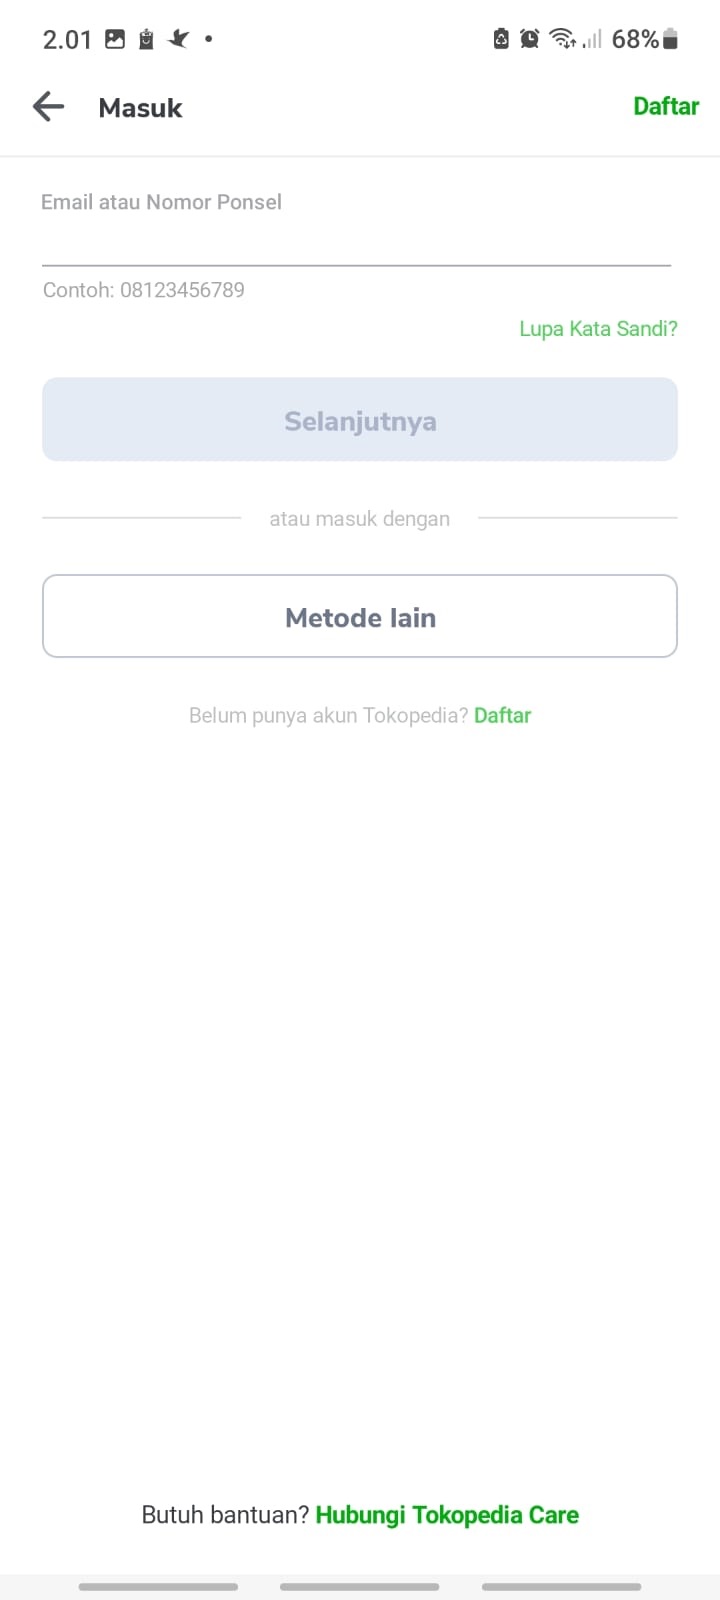 2.01 68%
Masuk Daftar
Email atau Nomor Ponsel
Contoh: 08123456789
Lupa Kata Sandi?
Selanjutnya
atau masuk dengan
Metode lain
Belum punya akun Tokopedia? Daftar
Butuh bantuan? Hubungi Tokopedia Care